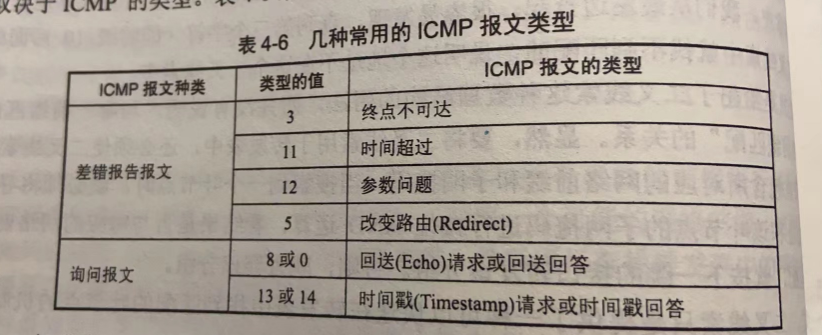 取决于 ICMP 的类型。表4
表 4-6 几种常用的 ICMP 报文类型
ICMP 报文种类 类型的值 ICMP 报文的类型
差错报告报文 3 终点不可达
11 时间超过
12 参数问题
5 改变路由(Redirect)
询问报文 8 或 0 回送(Echo)请求或回送回答
13 或 14 时间戳(Timestamp)请求或时间戳回答